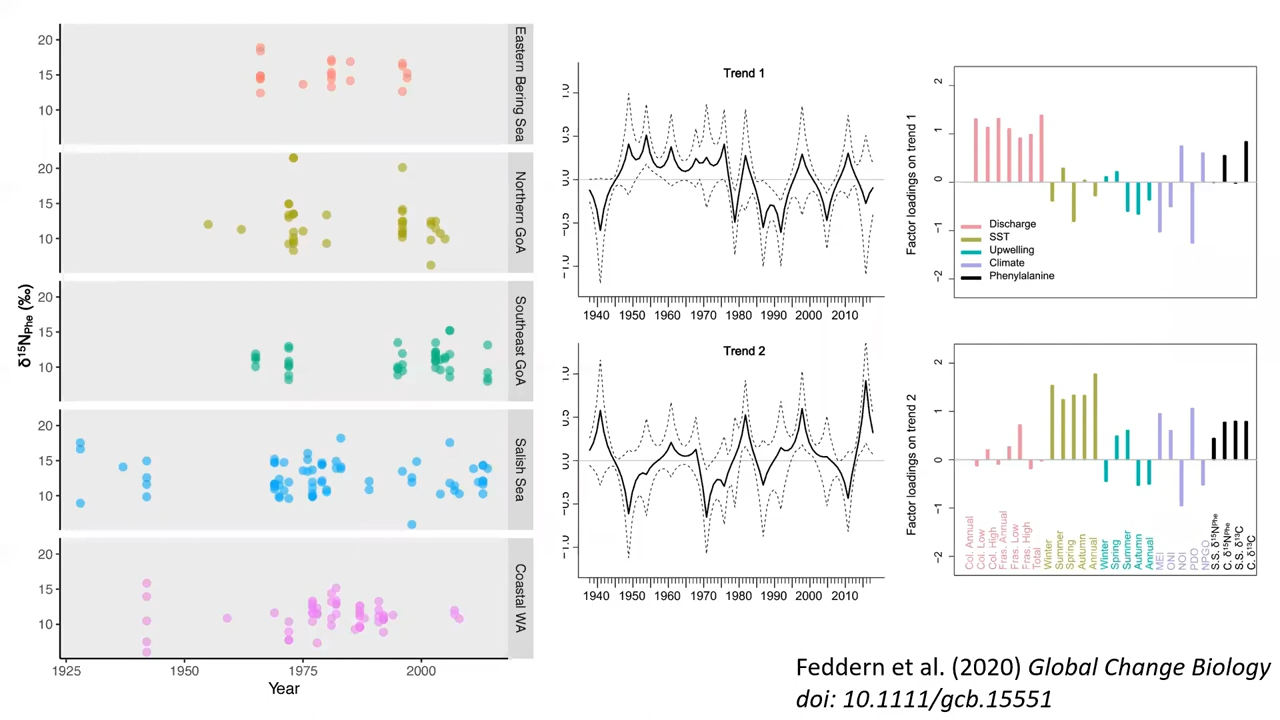 δ¹⁵N_Phe (‰)
20
15
10
Eastern Bering Sea
20
15
10
Northern GoA
20
15
10
Southeast GoA
20
15
10
Salish Sea
20
15
10
Coastal WA
1925 1950 1975 2000
Year
Trend 1
1940 1950 1960 1970 1980 1990 2000 2010
Trend 2
1940 1950 1960 1970 1980 1990 2000 2010
Factor loadings on trend 1
2
1
0
−1
−2
Discharge
SST
Upwelling
Climate
Phenylalanine
Factor loadings on trend 2
2
1
0
−1
−2
Col. Annual
Col. Low
Col. High
Fras. Annual
Fras. Low
Fras. High
Total
Winter
Summer
Spring
Autumn
Annual
Winter
Spring
Summer
Autumn
Annual
MEI
ONI
NOI
PDO
NPGO
S.S. δ¹⁵N_Phe
C. δ¹⁵N_Phe
S.S. δ¹³C
C. δ¹³C
Feddern et al. (2020) Global Change Biology
doi: 10.1111/gcb.15551